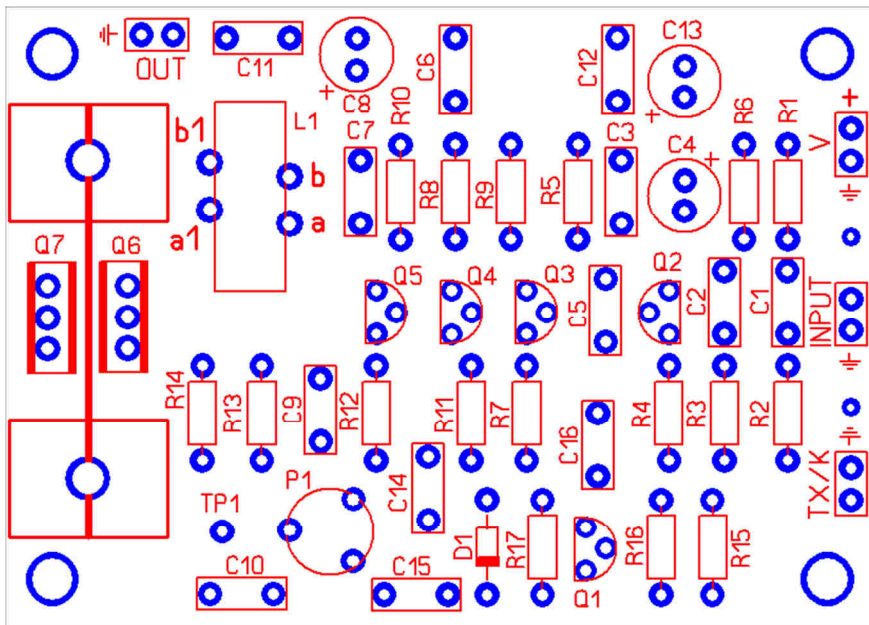 OUT
C11
C8
+
C6
C12
C13
+
R10
L1
b1
b
a1
a
C7
R8
R9
R5
C3
C4
+
R6
R1
+
V
Q7
Q6
Q5
Q4
Q3
C5
Q2
C2
C1
INPUT
R14
R13
C9
R12
R11
R7
C16
R4
R3
R2
TP1
P1
C14
D1
R17
Q1
R16
R15
TX/K
C10
C15